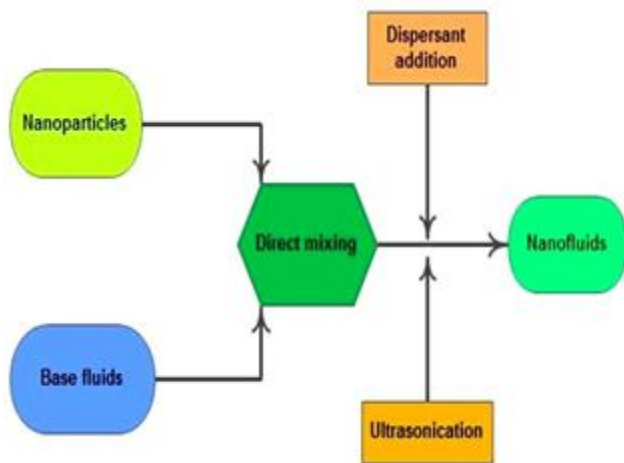 Dispersant
addition
Nanoparticles
Direct mixing
Nanofluids
Base fluids
Ultrasonication